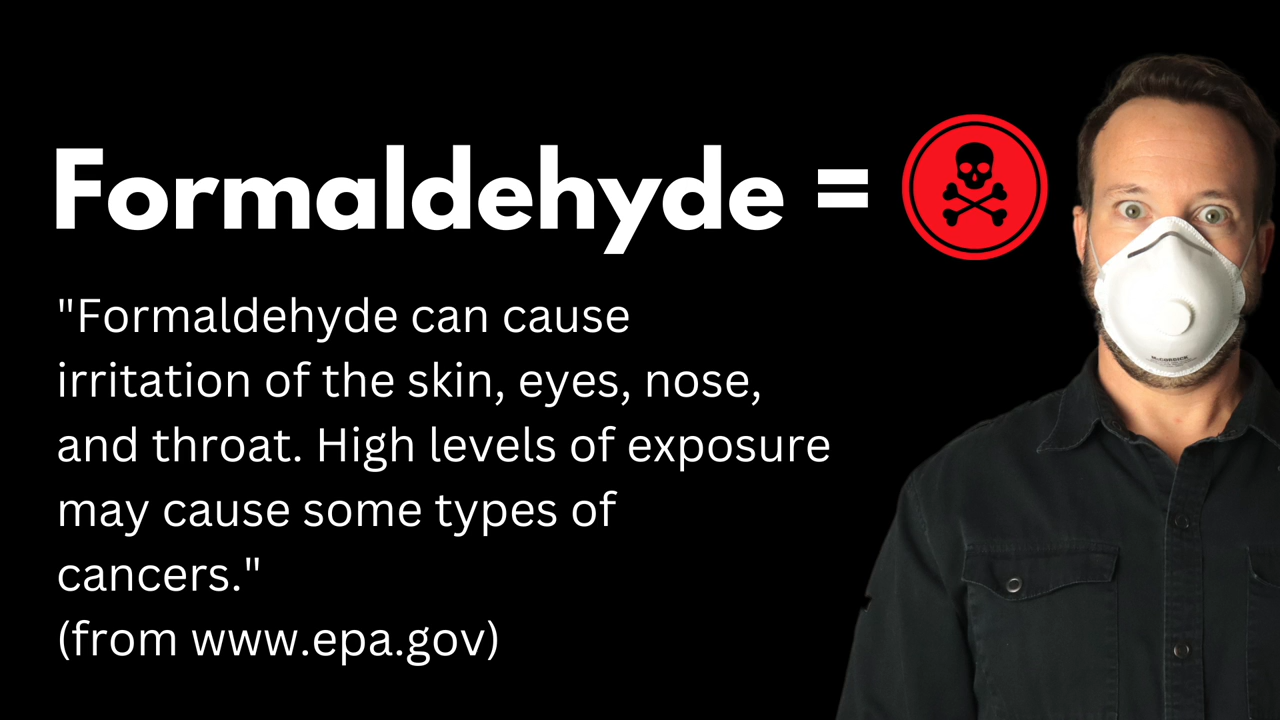 Formaldehyde =
"Formaldehyde can cause
irritation of the skin, eyes, nose,
and throat. High levels of exposure
may cause some types of
cancers."
(from www.epa.gov)
McCORDICK